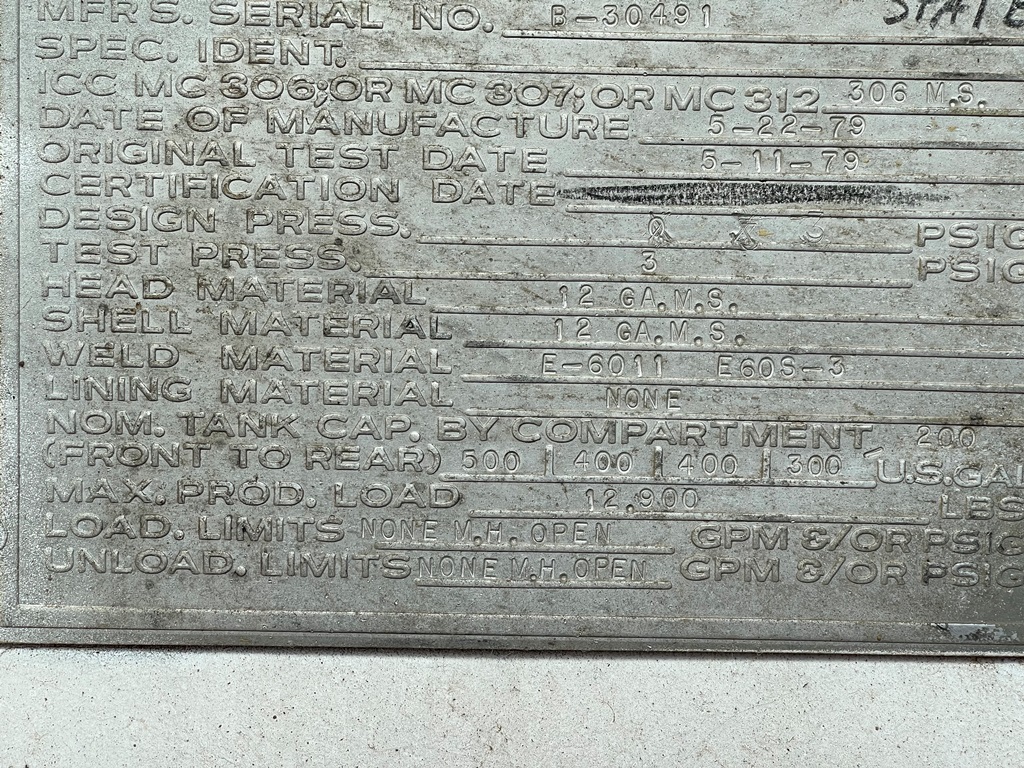 MFR'S. SERIAL NO. B-30491
SPEC. IDENT.
ICC MC 306; OR MC 307; OR MC 312 306 M.S.
DATE OF MANUFACTURE 5-22-79
ORIGINAL TEST DATE 5-11-79
CERTIFICATION DATE
DESIGN PRESS. PSIG
TEST PRESS. 3 PSIG
HEAD MATERIAL 12 GA.M.S.
SHELL MATERIAL 12 GA.M.S.
WELD MATERIAL E-6011 E60S-3
LINING MATERIAL NONE
NOM. TANK CAP. BY COMPARTMENT 200
(FRONT TO REAR) 500 | 400 | 400 | 300 U.S.GAL
MAX. PROD. LOAD 12,900 LBS
LOAD. LIMITS NONE M.H. OPEN GPM &/OR PSIG
UNLOAD. LIMITS NONE M.H. OPEN GPM &/OR PSIG